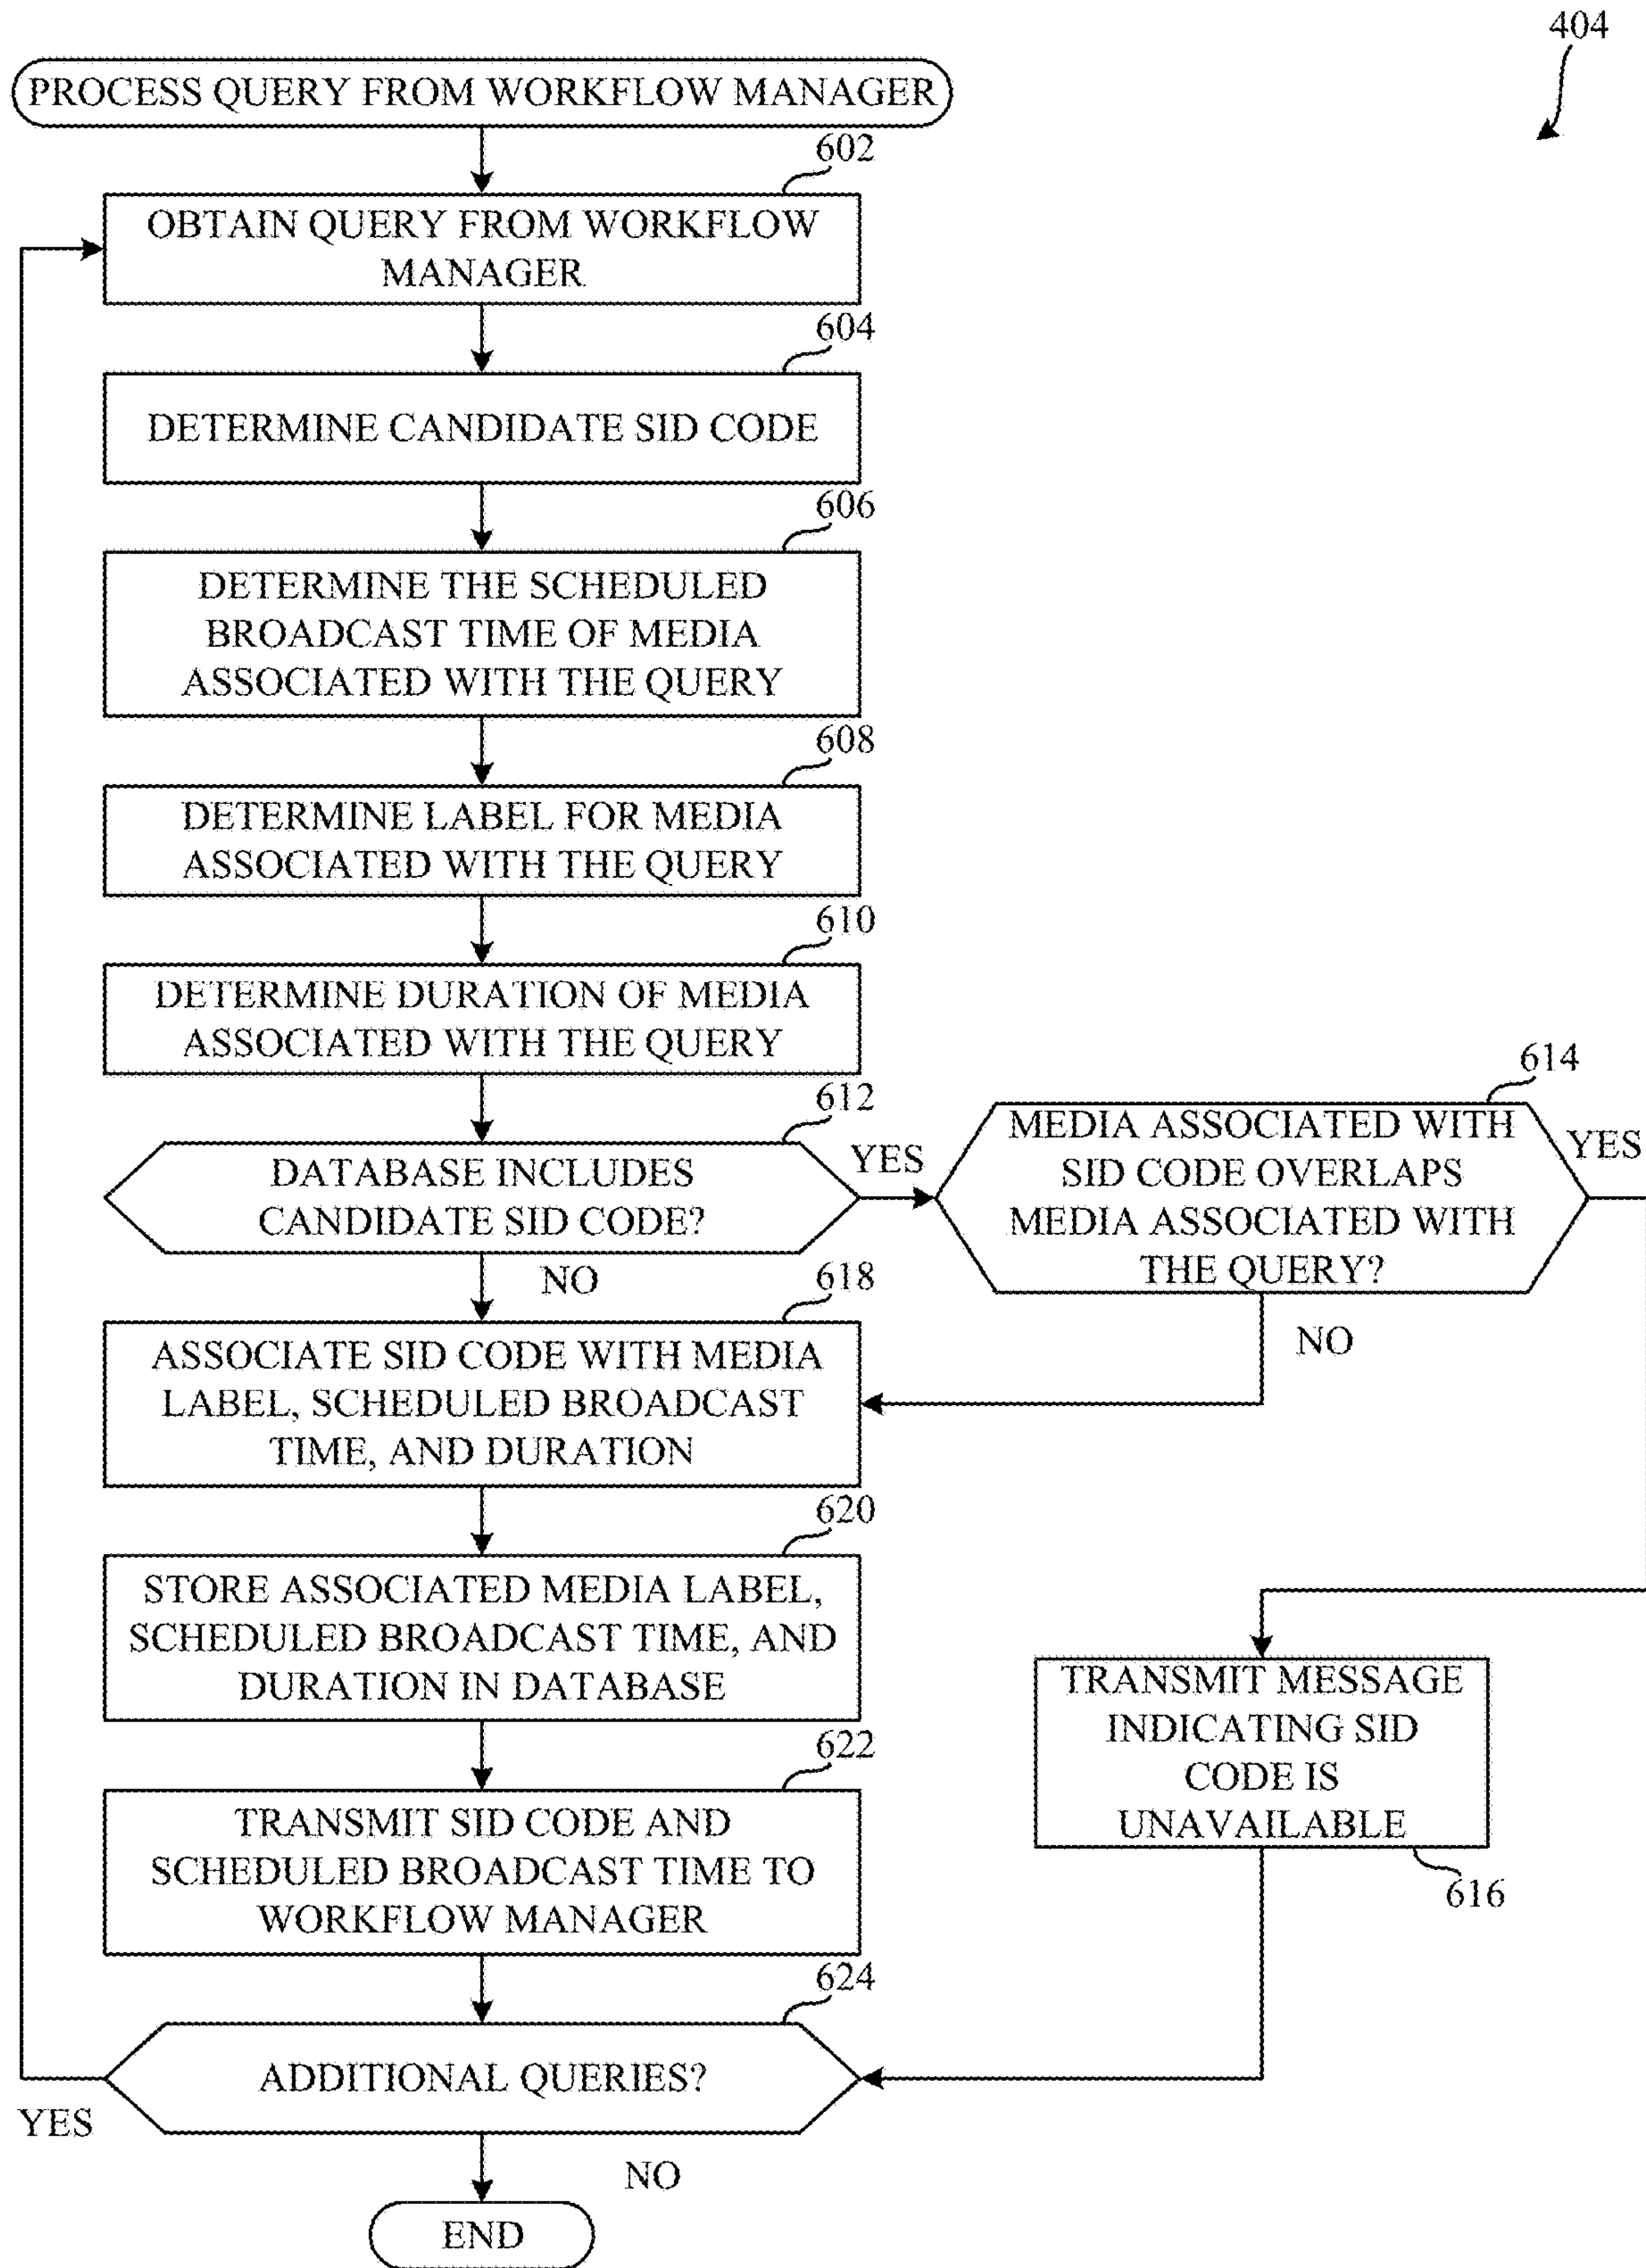 404
PROCESS QUERY FROM WORKFLOW MANAGER
602
OBTAIN QUERY FROM WORKFLOW
MANAGER
604
DETERMINE CANDIDATE SID CODE
606
DETERMINE THE SCHEDULED
BROADCAST TIME OF MEDIA
ASSOCIATED WITH THE QUERY
608
DETERMINE LABEL FOR MEDIA
ASSOCIATED WITH THE QUERY
610
DETERMINE DURATION OF MEDIA
ASSOCIATED WITH THE QUERY
612
DATABASE INCLUDES
CANDIDATE SID CODE?
YES
NO
614
MEDIA ASSOCIATED WITH
SID CODE OVERLAPS
MEDIA ASSOCIATED WITH
THE QUERY?
YES
NO
618
ASSOCIATE SID CODE WITH MEDIA
LABEL, SCHEDULED BROADCAST
TIME, AND DURATION
620
STORE ASSOCIATED MEDIA LABEL,
SCHEDULED BROADCAST TIME, AND
DURATION IN DATABASE
TRANSMIT MESSAGE
INDICATING SID
CODE IS
UNAVAILABLE
616
622
TRANSMIT SID CODE AND
SCHEDULED BROADCAST TIME TO
WORKFLOW MANAGER
624
ADDITIONAL QUERIES?
YES
NO
END